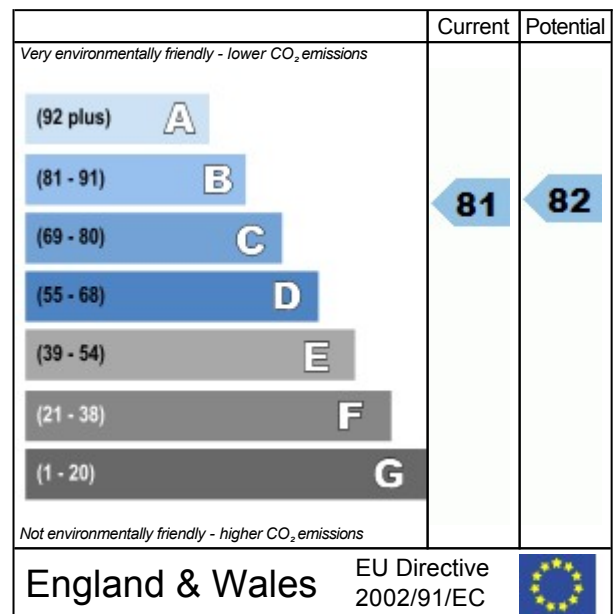 Current Potential
Very environmentally friendly - lower CO₂ emissions
(92 plus) A
(81 - 91) B
(69 - 80) C
(55 - 68) D
(39 - 54) E
(21 - 38) F
(1 - 20) G
81 82
Not environmentally friendly - higher CO₂ emissions
England & Wales
EU Directive
2002/91/EC